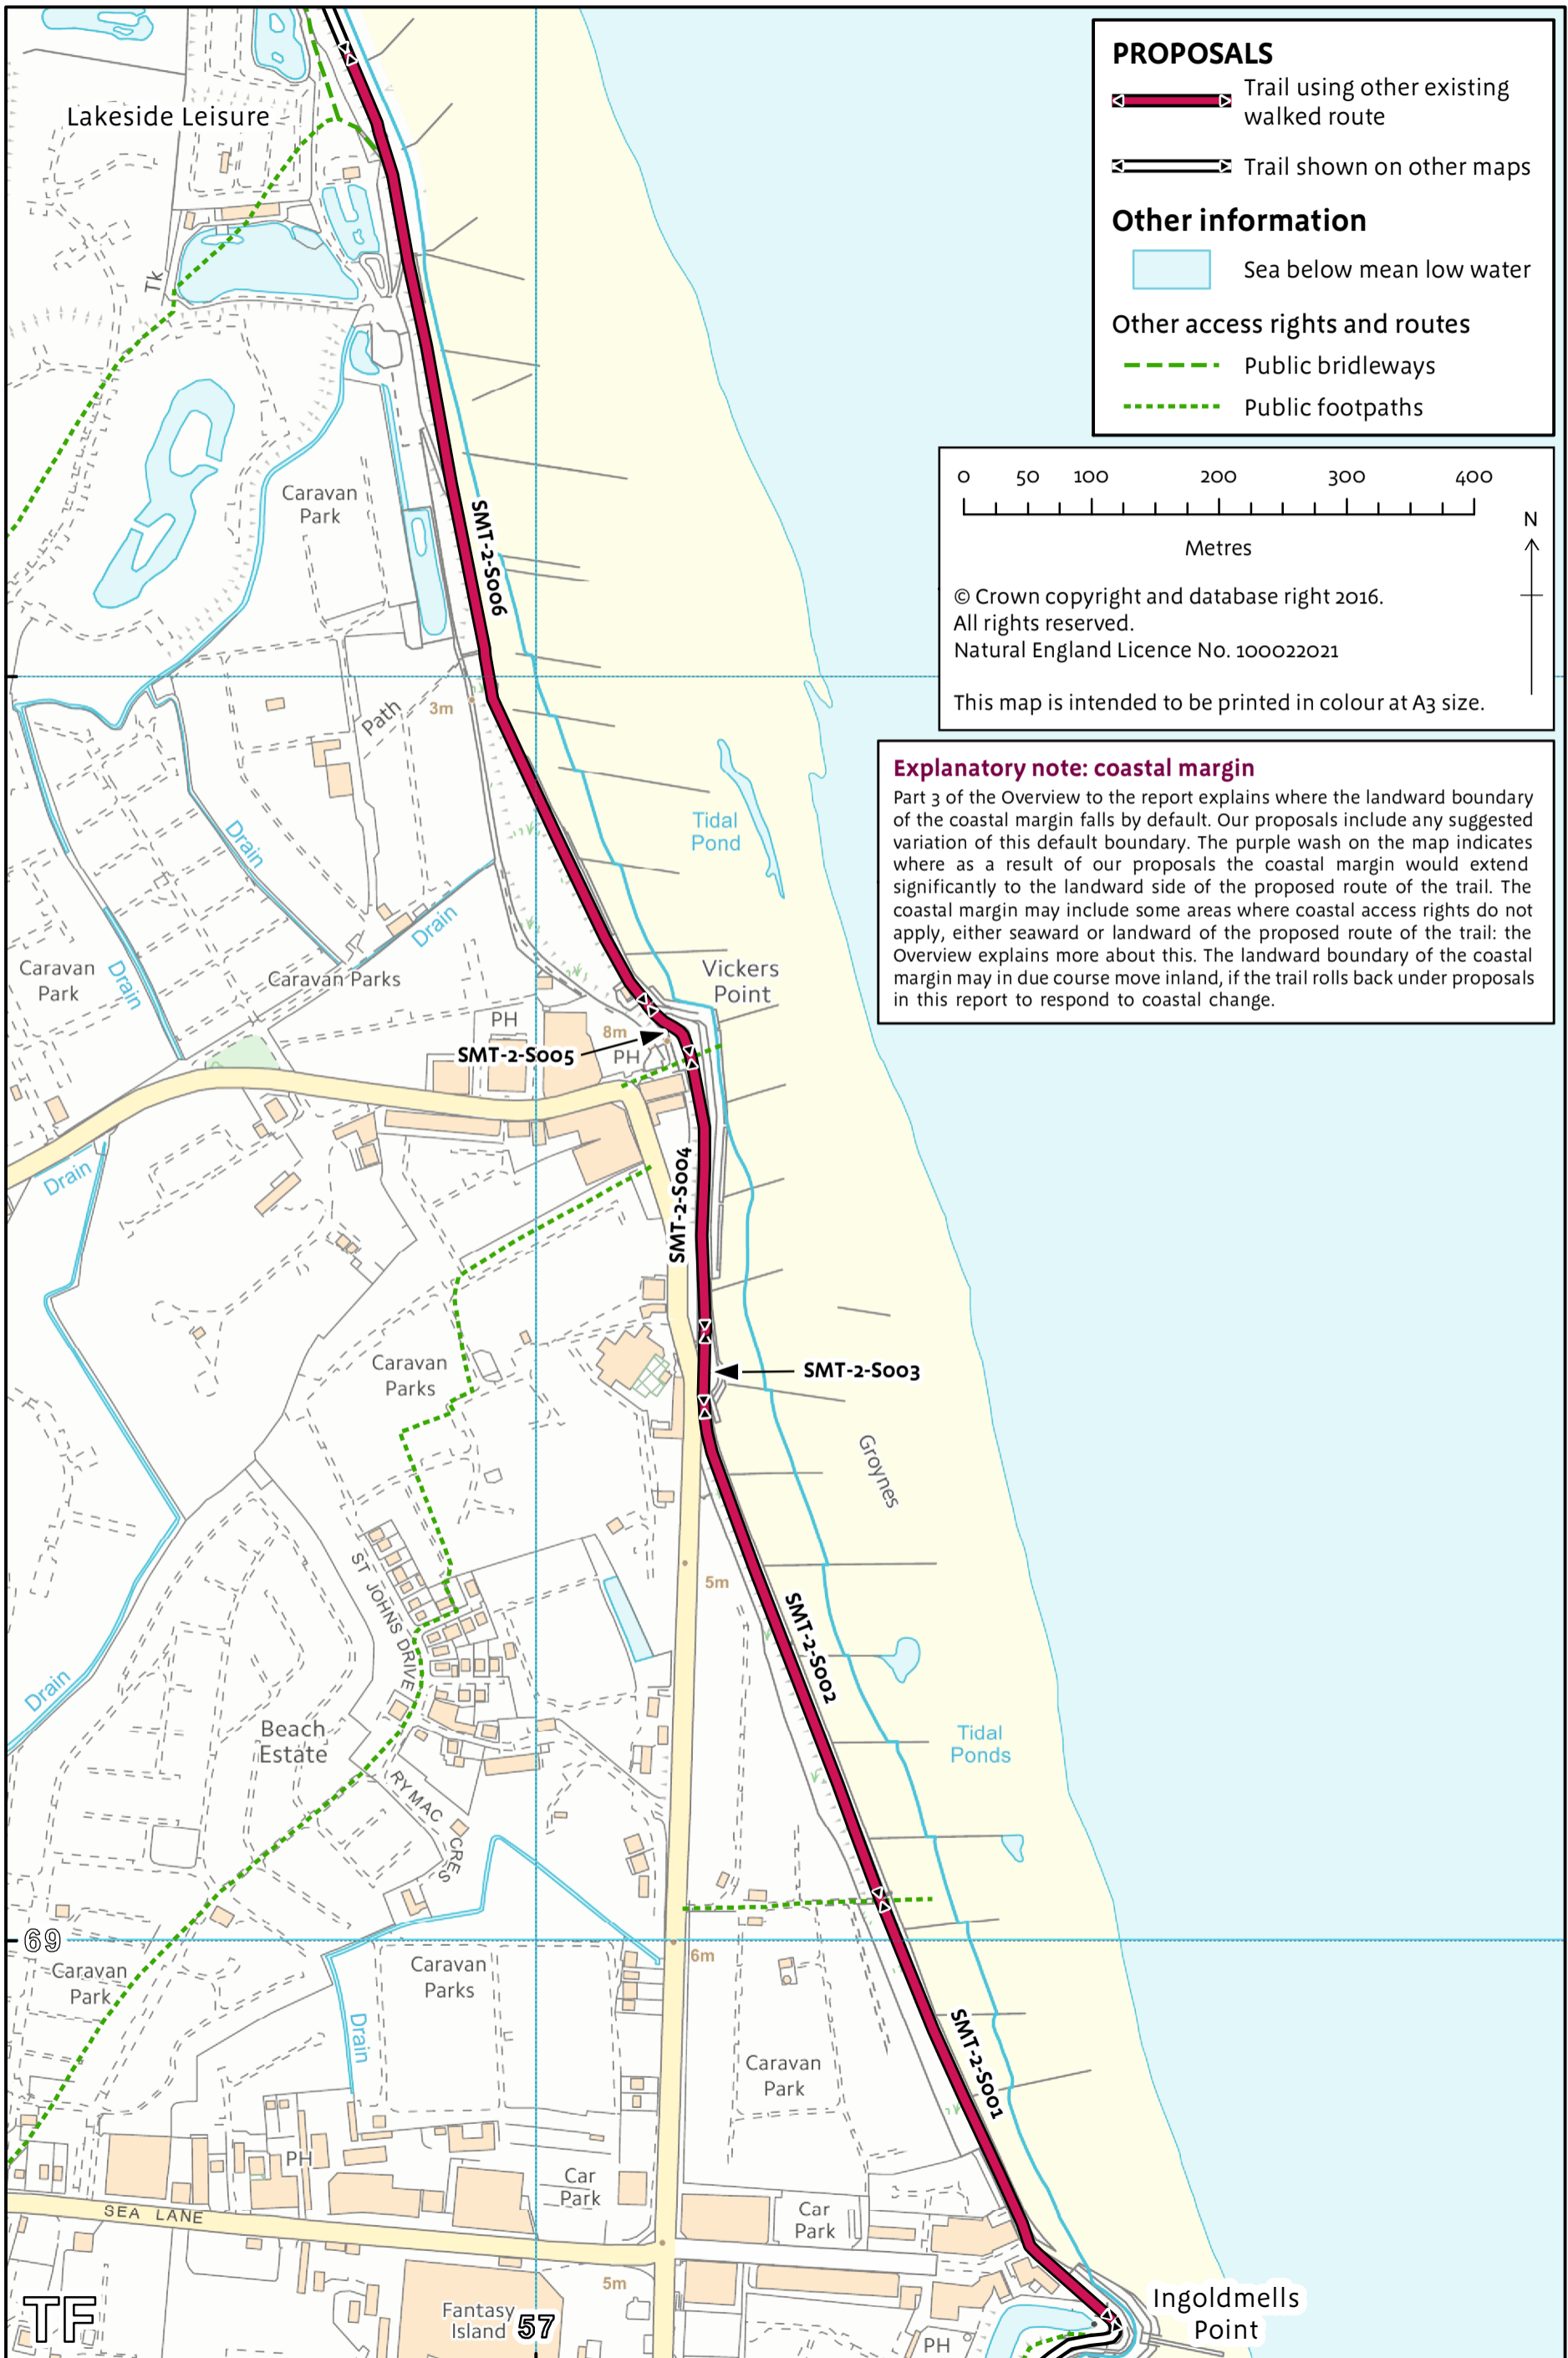 PROPOSALS
Trail using other existing
walked route
Trail shown on other maps
Other information
Sea below mean low water
Other access rights and routes
Public bridleways
Public footpaths
0 50 100 200 300 400
Metres
N
© Crown copyright and database right 2016.
All rights reserved.
Natural England Licence No. 100022021
This map is intended to be printed in colour at A3 size.
Explanatory note: coastal margin
Part 3 of the Overview to the report explains where the landward boundary
of the coastal margin falls by default. Our proposals include any suggested
variation of this default boundary. The purple wash on the map indicates
where as a result of our proposals the coastal margin would extend
significantly to the landward side of the proposed route of the trail. The
coastal margin may include some areas where coastal access rights do not
apply, either seaward or landward of the proposed route of the trail: the
Overview explains more about this. The landward boundary of the coastal
margin may in due course move inland, if the trail rolls back under proposals
in this report to respond to coastal change.
Lakeside Leisure
Tk
Caravan
Park
SMT-2-S006
Path
3m
Tidal
Pond
Drain
Drain
Caravan
Park
Drain
Caravan Parks
Vickers
Point
PH
8m
SMT-2-S005
PH
Drain
SMT-2-S004
Caravan
Parks
SMT-2-S003
Groynes
5m
ST JOHNS DRIVE
SMT-2-S002
Drain
Beach
Estate
Tidal
Ponds
RYMAC
CRES
69
6m
Caravan
Park
Caravan
Parks
Drain
SMT-2-S001
Caravan
Park
PH
Car
Park
Car
Park
SEA LANE
5m
TF
Fantasy
Island
57
Ingoldmells
Point
PH